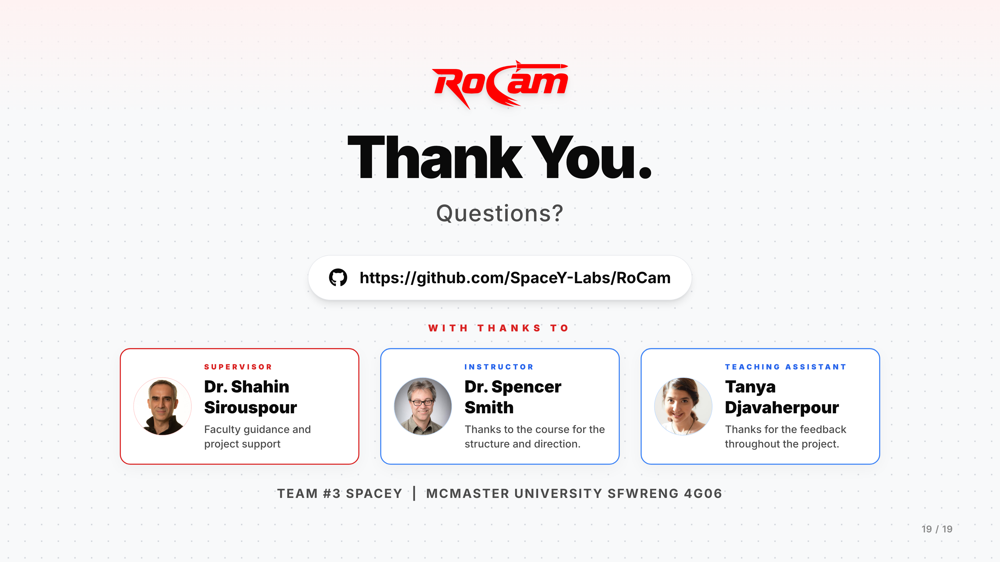 RoCam
Thank You.
Questions?
https://github.com/SpaceY-Labs/RoCam
WITH THANKS TO
SUPERVISOR
Dr. Shahin
Sirouspour
Faculty guidance and
project support
INSTRUCTOR
Dr. Spencer
Smith
Thanks to the course for the
structure and direction.
TEACHING ASSISTANT
Tanya
Djavaherpour
Thanks for the feedback
throughout the project.
TEAM #3 SPACEY | MCMASTER UNIVERSITY SFWRENG 4G06
19 / 19